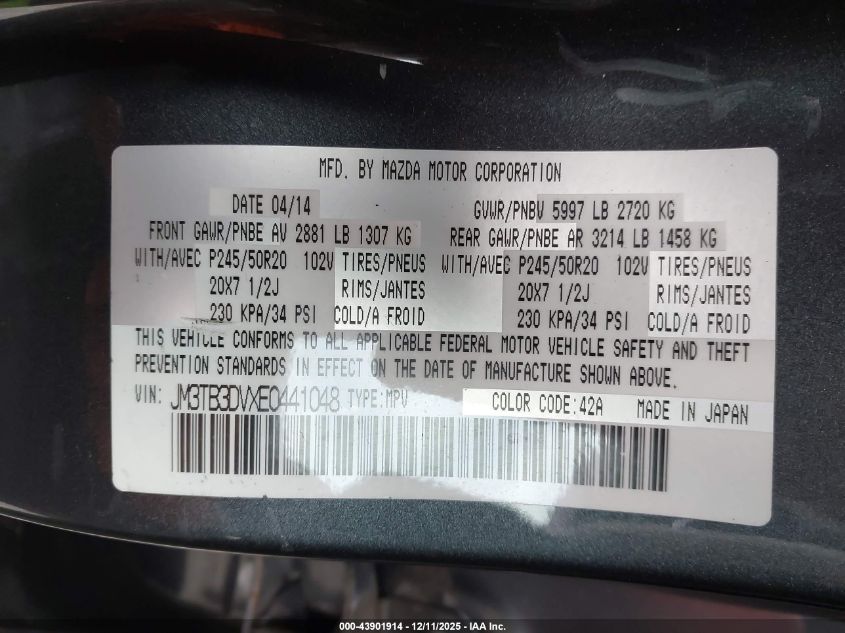 MFD. BY MAZDA MOTOR CORPORATION
DATE 04/14 GVWR/PNBV 5997 LB 2720 KG
FRONT GAWR/PNBE AV 2881 LB 1307 KG REAR GAWR/PNBE AR 3214 LB 1458 KG
WITH/AVEC P245/50R20 102V TIRES/PNEUS WITH/AVEC P245/50R20 102V TIRES/PNEUS
20X7 1/2J RIMS/JANTES 20X7 1/2J RIMS/JANTES
230 KPA/34 PSI COLD/A FROID 230 KPA/34 PSI COLD/A FROID
THIS VEHICLE CONFORMS TO ALL APPLICABLE FEDERAL MOTOR VEHICLE SAFETY AND THEFT
PREVENTION STANDARDS IN EFFECT ON THE DATE OF MANUFACTURE SHOWN ABOVE.
VIN: JM3TB3DVXE0441048 TYPE:MPV COLOR CODE:42A MADE IN JAPAN
000-43901914 - 12/11/2025 - IAA Inc.